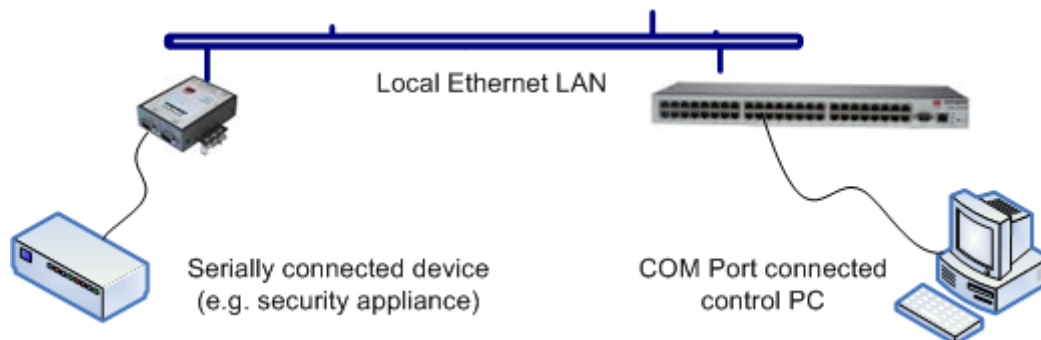 Local Ethernet LAN
Serially connected device
(e.g. security appliance)
COM Port connected
control PC